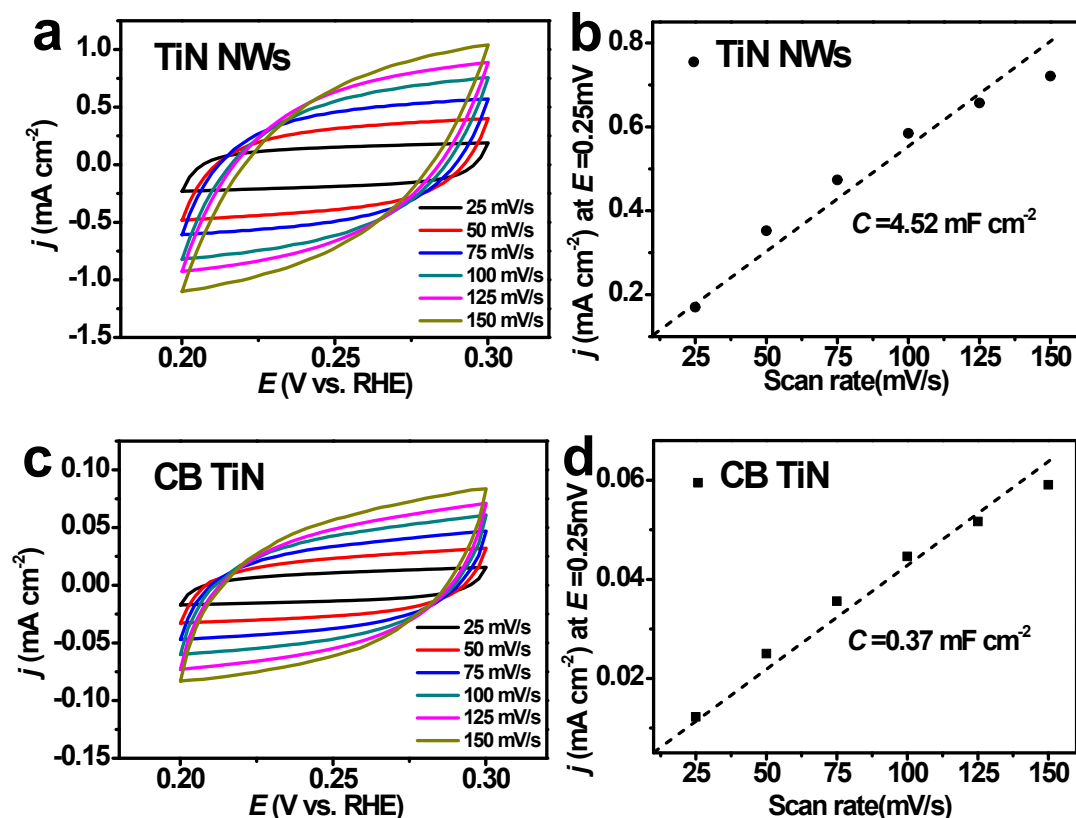 a
TiN NWs
1.0
0.5
0.0
-0.5
-1.0
-1.5
j (mA cm⁻²)
25 mV/s
50 mV/s
75 mV/s
100 mV/s
125 mV/s
150 mV/s
0.20 0.25 0.30
E (V vs. RHE)
b
TiN NWs
0.8
0.6
0.4
0.2
j (mA cm⁻²) at E =0.25mV
C =4.52 mF cm⁻²
25 50 75 100 125 150
Scan rate(mV/s)
c
CB TiN
0.10
0.05
0.00
-0.05
-0.10
-0.15
j (mA cm⁻²)
25 mV/s
50 mV/s
75 mV/s
100 mV/s
125 mV/s
150 mV/s
0.20 0.25 0.30
E (V vs. RHE)
d
CB TiN
0.06
0.04
0.02
j (mA cm⁻²) at E =0.25mV
C=0.37 mF cm⁻²
25 50 75 100 125 150
Scan rate(mV/s)